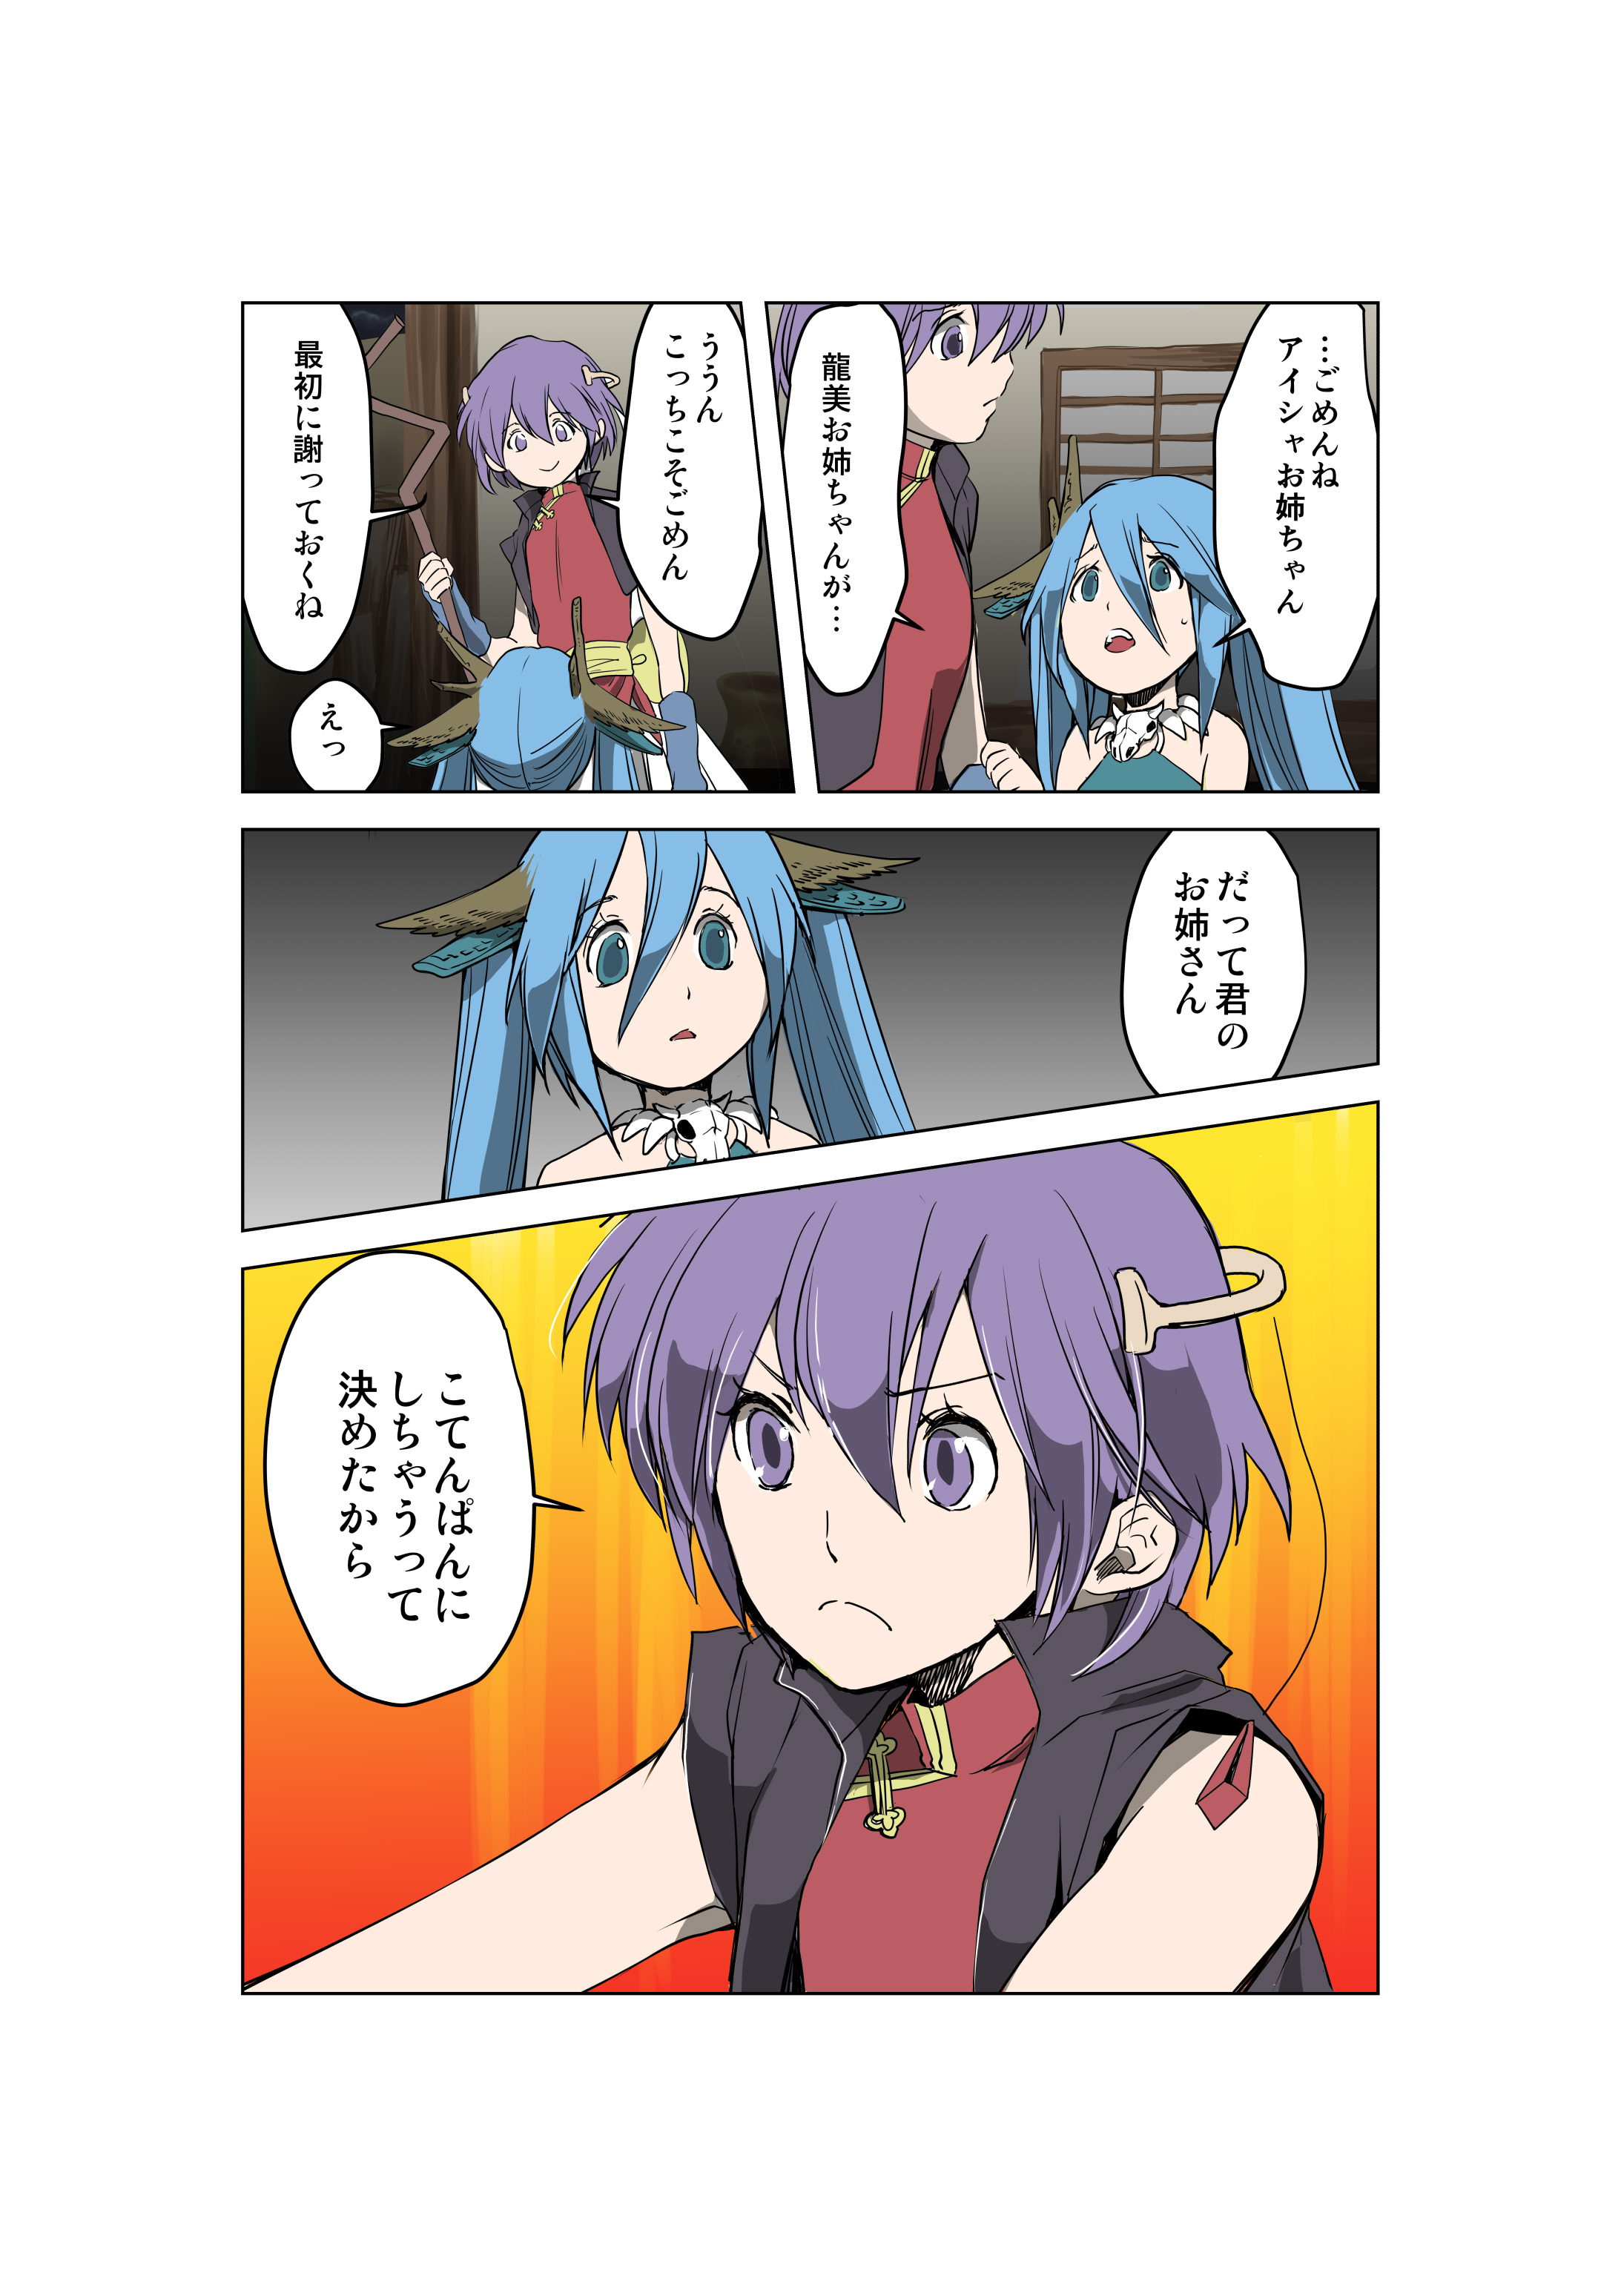 …ごめんね
アイシャお姉ちゃん
龍美お姉ちゃんが…
ううん
こっちこそごめん
最初に謝っておくね
えっ
だって君の
お姉さん
こてんぱんに
しちゃうって
決めたから